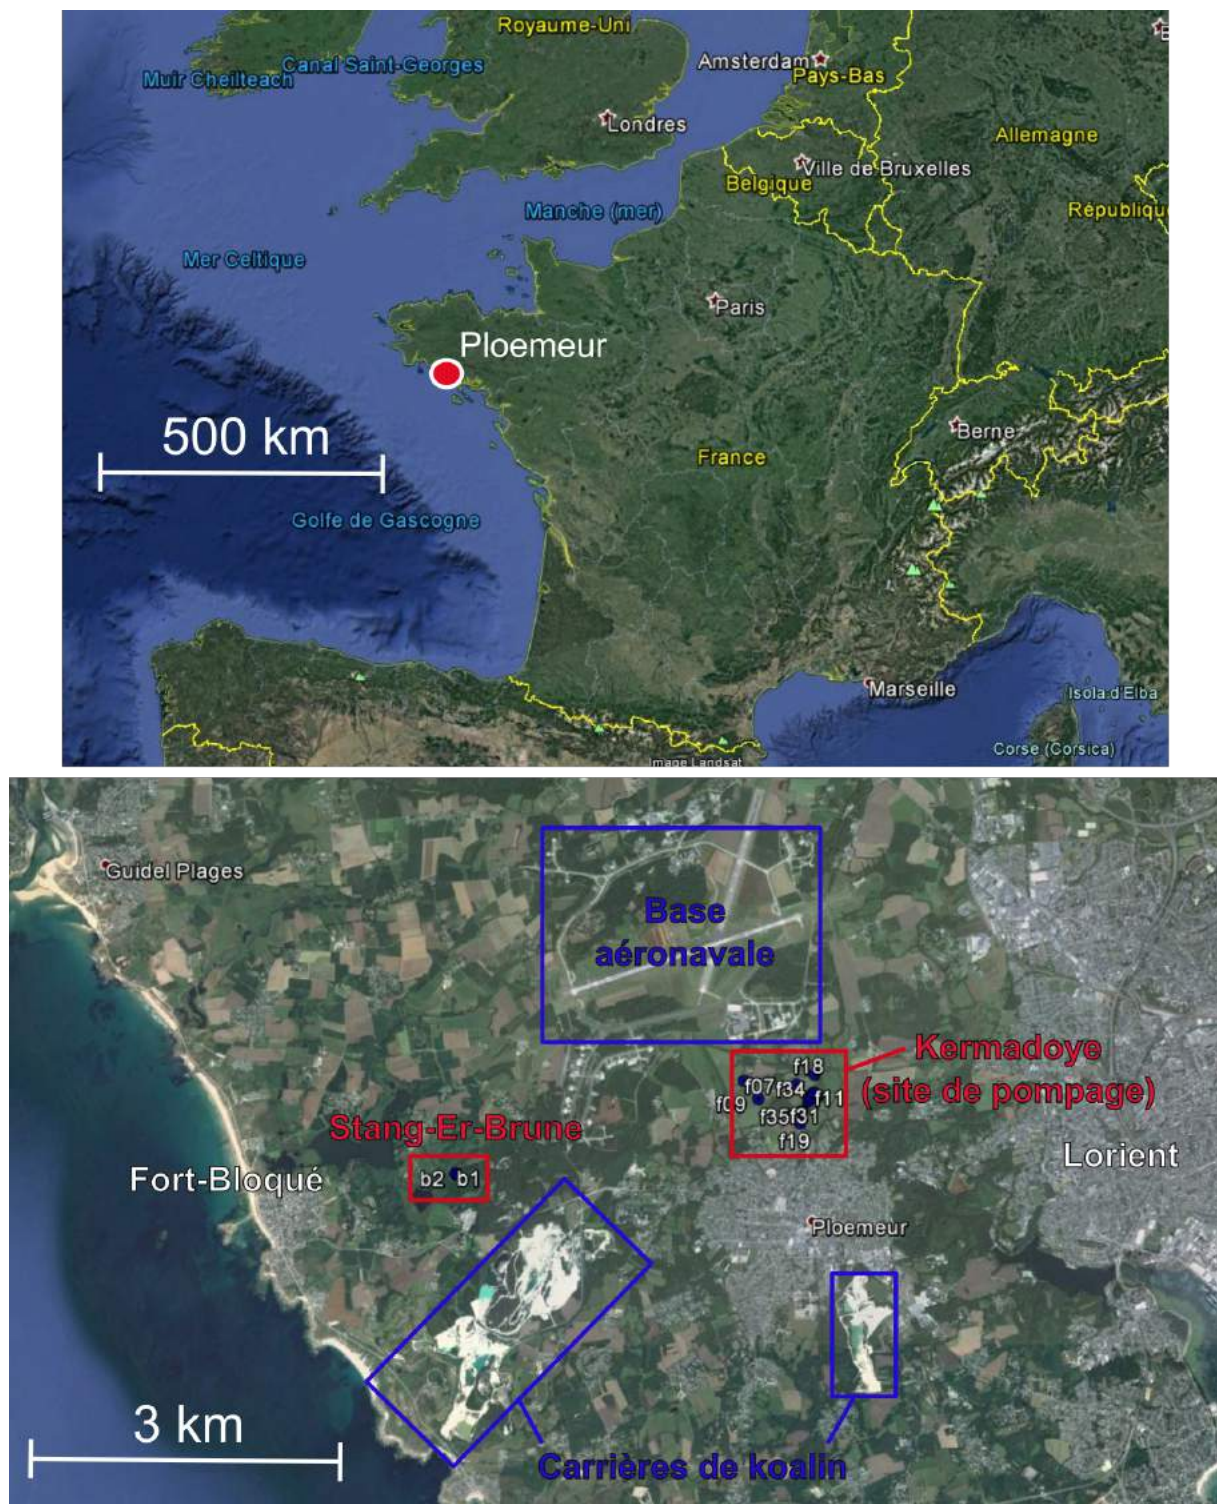 Royaume-Uni
Amsterdam
Muir Cheilteach
Canal Saint-Georges
Pays-Bas
Londres
Allemagne
Ville de Bruxelles
Belgique
Manche (mer)
Républiqu
Mer Celtique
Paris
Ploemeur
500 km
Berne
France
Golfe de Gascogne
Marseille
Isola d'Elba
Corse (Corsica)
Image Landsat
Guidel Plages
Base
aéronavale
Kermadoye
(site de pompage)
f18
f07
f34
f09
f11
f35
f31
f19
Stang-Er-Brune
b2
b1
Fort-Bloqué
Lorient
Ploemeur
3 km
Carrières de koalin